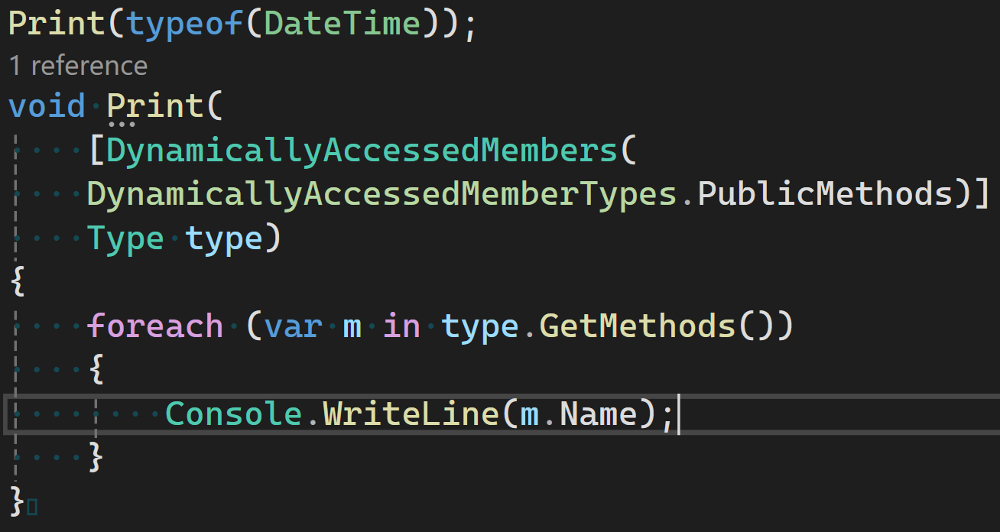 Print(typeof(DateTime));
1 reference
void Print(
    [DynamicallyAccessedMembers(
    DynamicallyAccessedMemberTypes.PublicMethods)]
    Type type)
{
    foreach (var m in type.GetMethods())
    {
        Console.WriteLine(m.Name);
    }
}